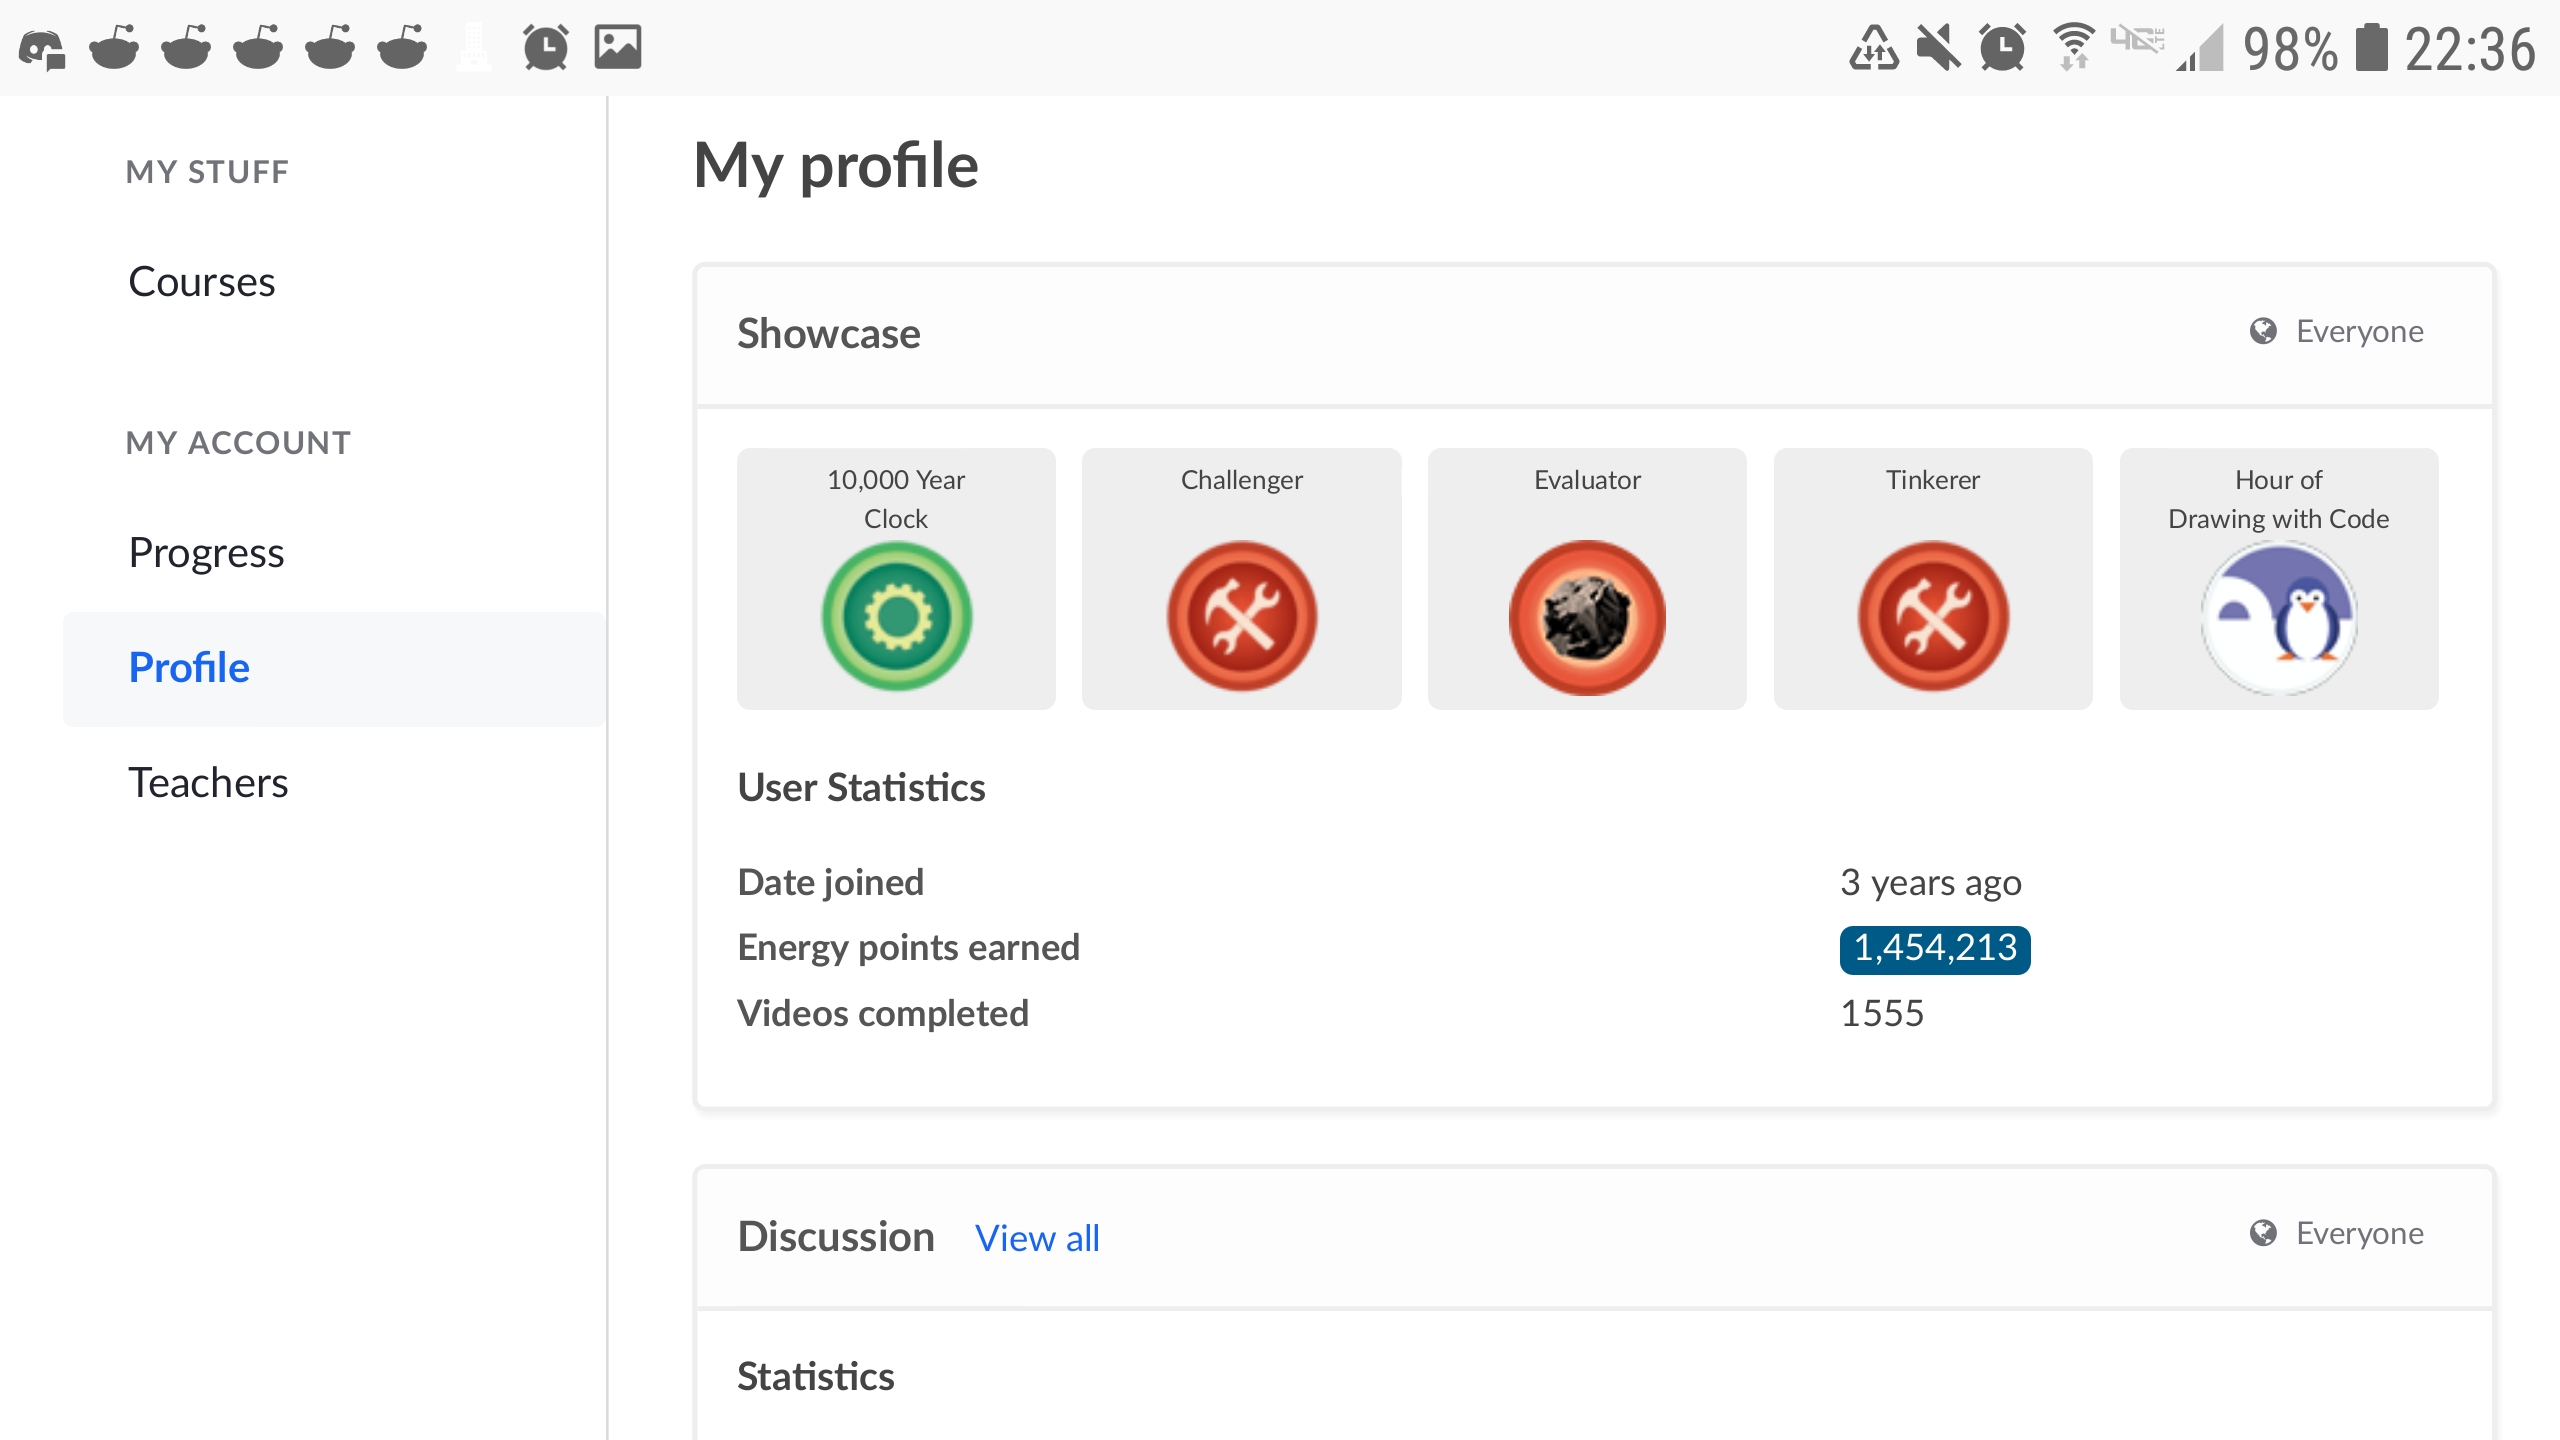 98% 22:36
MY STUFF
Courses
MY ACCOUNT
Progress
Profile
Teachers
My profile
Showcase
Everyone
10,000 Year
Clock
Challenger
Evaluator
Tinkerer
Hour of
Drawing with Code
User Statistics
Date joined
3 years ago
Energy points earned
1,454,213
Videos completed
1555
Discussion
View all
Everyone
Statistics